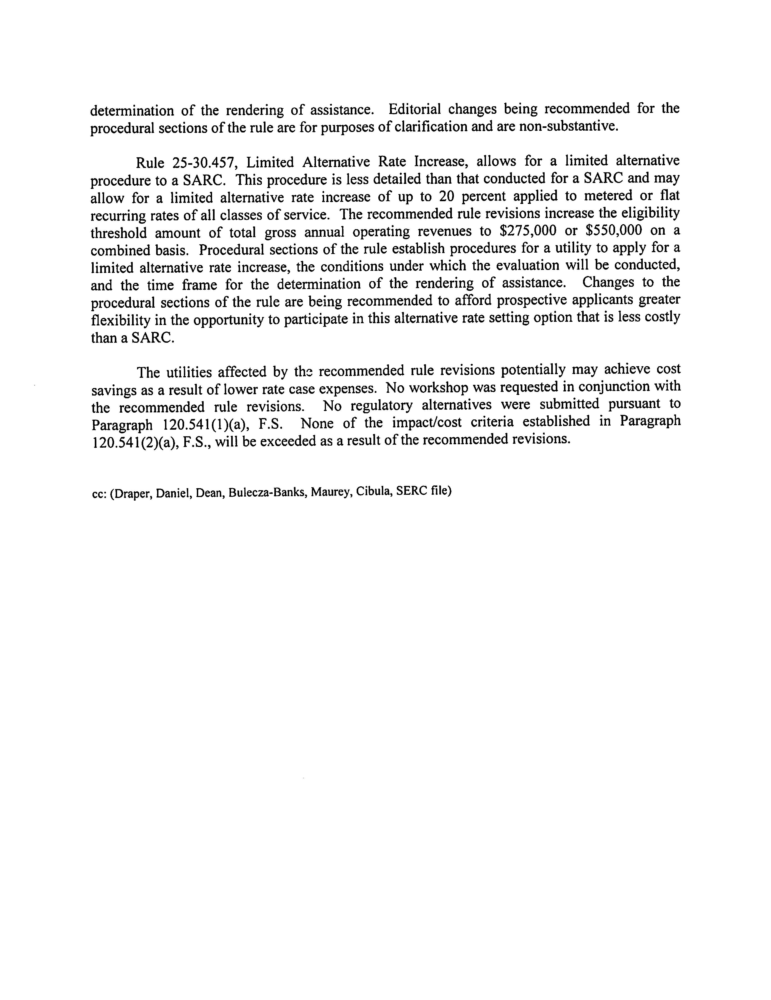 determination of the rendering of assistance. Editorial changes being recommended for the
procedural sections of the rule are for purposes of clarification and are non-substantive.
Rule 25-30.457, Limited Alternative Rate Increase, allows for a limited alternative
procedure to a SARC. This procedure is less detailed than that conducted for a SARC and may
allow for a limited alternative rate increase of up to 20 percent applied to metered or flat
recurring rates of all classes of service. The recommended rule revisions increase the eligibility
threshold amount of total gross annual operating revenues to $275,000 or $550,000 on a
combined basis. Procedural sections of the rule establish procedures for a utility to apply for a
limited alternative rate increase, the conditions under which the evaluation will be conducted,
and the time frame for the determination of the rendering of assistance. Changes to the
procedural sections of the rule are being recommended to afford prospective applicants greater
flexibility in the opportunity to participate in this alternative rate setting option that is less costly
than a SARC.
The utilities affected by the recommended rule revisions potentially may achieve cost
savings as a result of lower rate case expenses. No workshop was requested in conjunction with
the recommended rule revisions. No regulatory alternatives were submitted pursuant to
Paragraph 120.541(1)(a), F.S. None of the impact/cost criteria established in Paragraph
120.541(2)(a), F.S., will be exceeded as a result of the recommended revisions.
cc: (Draper, Daniel, Dean, Bulecza-Banks, Maurey, Cibula, SERC file)